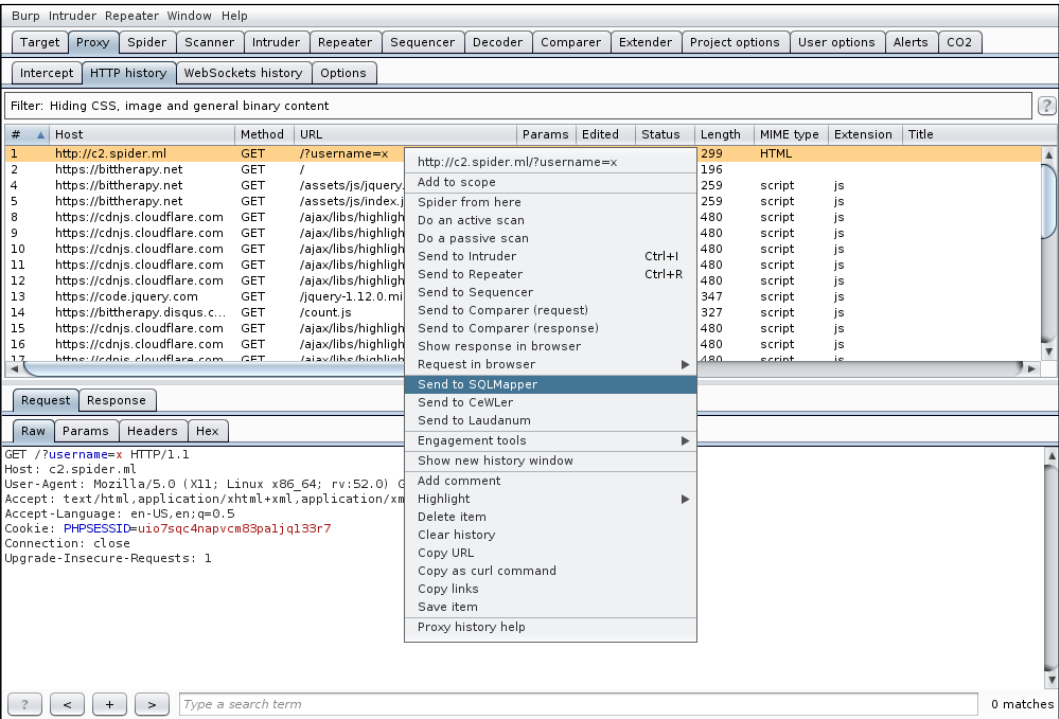 Burp Intruder Repeater Window Help
Target Proxy Spider Scanner Intruder Repeater Sequencer Decoder Comparer Extender Project options User options Alerts CO2
Intercept HTTP history WebSockets history Options
Filter: Hiding CSS, image and general binary content ?
# Host Method URL Params Edited Status Length MIME type Extension Title
1 http://c2.spider.ml GET /?username=x 299 HTML
2 https://bittherapy.net GET / 196
4 https://bittherapy.net GET /assets/js/jquery. 259 script js
5 https://bittherapy.net GET /assets/js/index.j 259 script js
8 https://cdnjs.cloudflare.com GET /ajax/libs/highligh 480 script js
9 https://cdnjs.cloudflare.com GET /ajax/libs/highligh 480 script js
10 https://cdnjs.cloudflare.com GET /ajax/libs/highligh 480 script js
11 https://cdnjs.cloudflare.com GET /ajax/libs/highligh 480 script js
12 https://cdnjs.cloudflare.com GET /ajax/libs/highligh 480 script js
13 https://code.jquery.com GET /jquery-1.12.0.mi 347 script js
14 https://bittherapy.disqus.c... GET /count.js 327 script js
15 https://cdnjs.cloudflare.com GET /ajax/libs/highligh 480 script js
16 https://cdnjs.cloudflare.com GET /ajax/libs/highligh 480 script js
17 https://cdnjs.cloudflare.com GET /ajax/libs/highligh 480 script js
http://c2.spider.ml/?username=x
Add to scope
Spider from here
Do an active scan
Do a passive scan
Send to Intruder Ctrl+I
Send to Repeater Ctrl+R
Send to Sequencer
Send to Comparer (request)
Send to Comparer (response)
Show response in browser
Request in browser
Send to SQLMapper
Send to CeWLer
Send to Laudanum
Engagement tools
Show new history window
Add comment
Highlight
Delete item
Clear history
Copy URL
Copy as curl command
Copy links
Save item
Proxy history help
Request Response
Raw Params Headers Hex
GET /?username=x HTTP/1.1
Host: c2.spider.ml
User-Agent: Mozilla/5.0 (X11; Linux x86_64; rv:52.0) G
Accept: text/html,application/xhtml+xml,application/xm
Accept-Language: en-US,en;q=0.5
Cookie: PHPSESSID=uio7sqc4napvcm83pa1jq133r7
Connection: close
Upgrade-Insecure-Requests: 1
? < + > Type a search term 0 matches